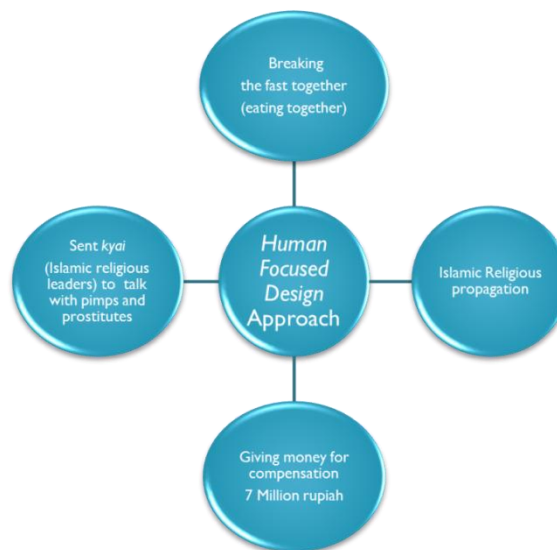 Breaking
the fast together
(eating together)
Sent kyai
(Islamic religious
leaders) to talk
with pimps and
prostitutes
Human
Focused
Design
Approach
Islamic Religious
propagation
Giving money for
compensation
7 Million rupiah